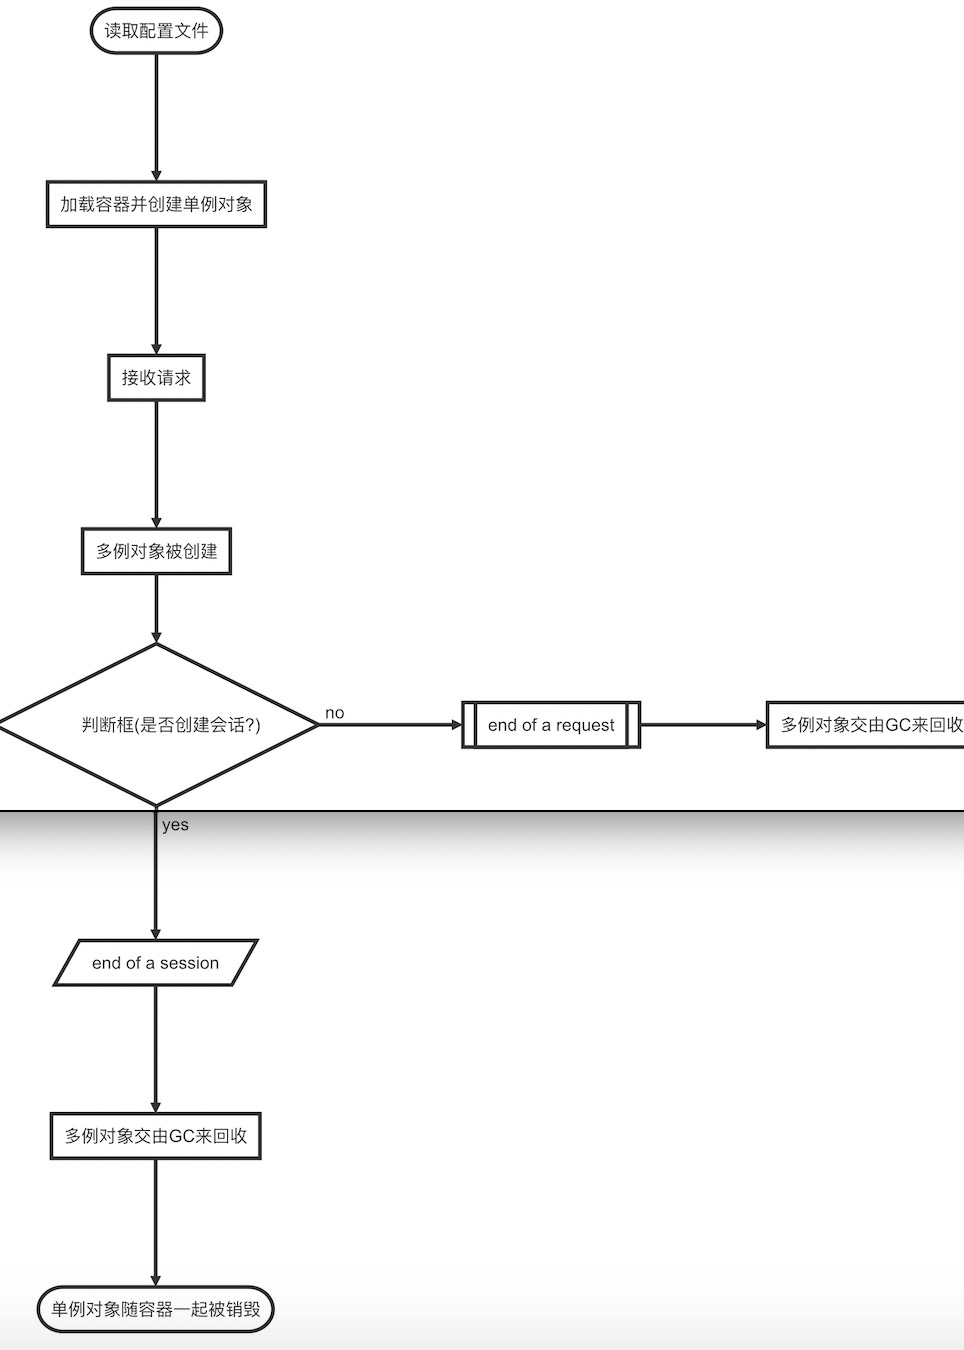 读取配置文件
加载容器并创建单例对象
接收请求
多例对象被创建
判断框(是否创建会话?)
no
end of a request
多例对象交由GC来回收
yes
end of a session
多例对象交由GC来回收
单例对象随容器一起被销毁